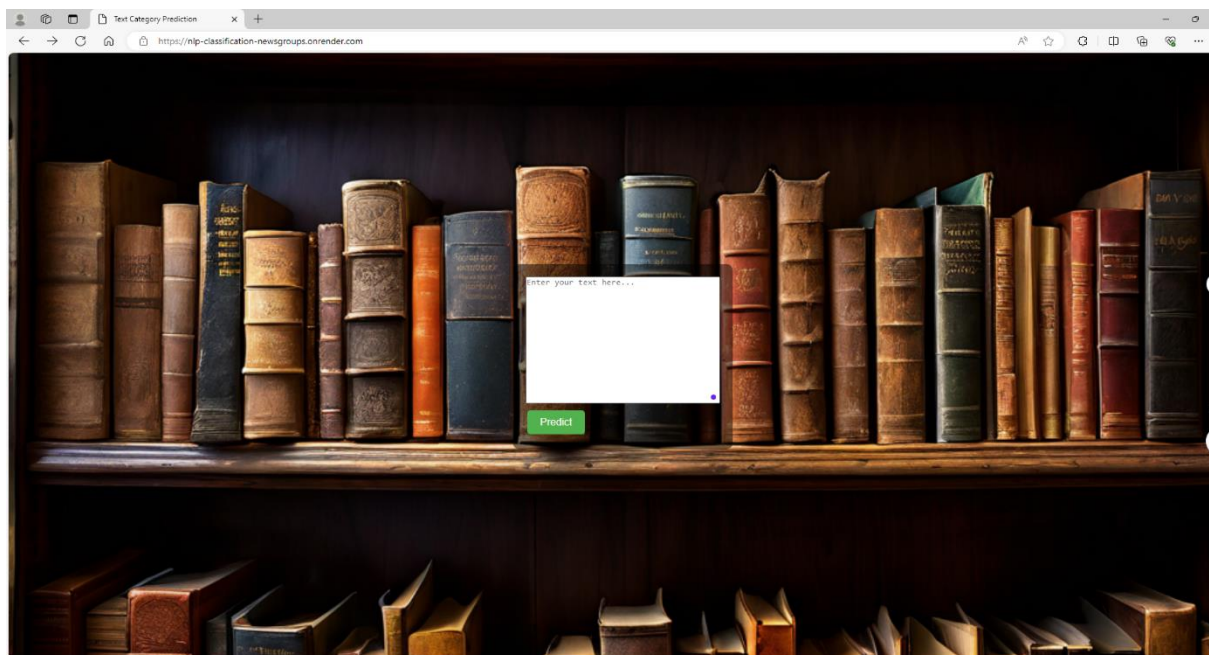 Text Category Prediction
https://nlp-classification-newsgroups.onrender.com
Enter your text here...
Predict